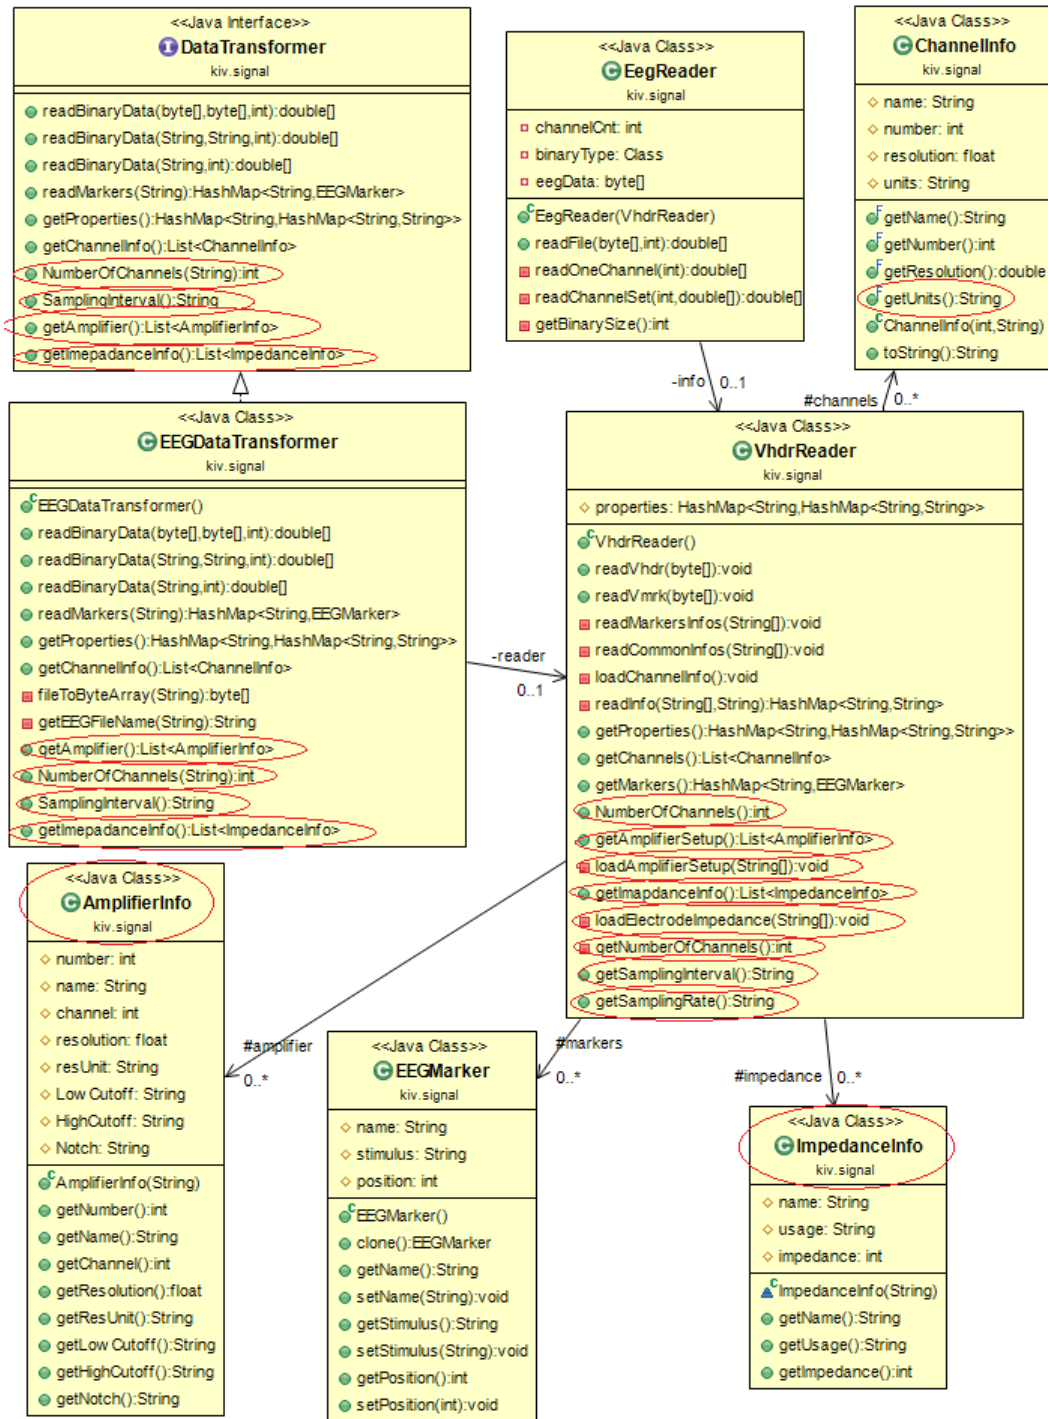 <<Java Interface>>
DataTransformer
kiv.signal
readBinaryData(byte[],byte[],int):double[]
readBinaryData(String,String,int):double[]
readBinaryData(String,int):double[]
readMarkers(String):HashMap<String,EEGMarker>
getProperties():HashMap<String,HashMap<String,String>>
getChannelInfo():List<ChannelInfo>
NumberOfChannels(String):int
SamplingInterval():String
getAmplifier():List<AmplifierInfo>
getImepadanceInfo():List<ImpedanceInfo>
<<Java Class>>
EegReader
kiv.signal
channelCnt: int
binaryType: Class
eegData: byte[]
EegReader(VhdrReader)
readFile(byte[],int):double[]
readOneChannel(int):double[]
readChannelSet(int,double[]):double[]
getBinarySize():int
<<Java Class>>
ChannelInfo
kiv.signal
name: String
number: int
resolution: float
units: String
getName():String
getNumber():int
getResolution():double
getUnits():String
ChannelInfo(int,String)
toString():String
-info 0..1
#channels 0..*
<<Java Class>>
EEGDataTransformer
kiv.signal
EEGDataTransformer()
readBinaryData(byte[],byte[],int):double[]
readBinaryData(String,String,int):double[]
readBinaryData(String,int):double[]
readMarkers(String):HashMap<String,EEGMarker>
getProperties():HashMap<String,HashMap<String,String>>
getChannelInfo():List<ChannelInfo>
fileToByteArray(String):byte[]
getEEGFileName(String):String
getAmplifier():List<AmplifierInfo>
NumberOfChannels(String):int
SamplingInterval():String
getImepadanceInfo():List<ImpedanceInfo>
-reader
0..1
<<Java Class>>
VhdrReader
kiv.signal
properties: HashMap<String,HashMap<String,String>>
VhdrReader()
readVhdr(byte[]):void
readVmrk(byte[]):void
readMarkersInfos(String[]):void
readCommonInfos(String[]):void
loadChannelInfo():void
readInfo(String[],String):HashMap<String,String>
getProperties():HashMap<String,HashMap<String,String>>
getChannels():List<ChannelInfo>
getMarkers():HashMap<String,EEGMarker>
NumberOfChannels():int
getAmplifierSetup():List<AmplifierInfo>
loadAmplifierSetup(String[]):void
getImapdanceInfo():List<ImpedanceInfo>
loadElectrodeImpedance(String[]):void
getNumberOfChannels():int
getSamplingInterval():String
getSamplingRate():String
<<Java Class>>
AmplifierInfo
kiv.signal
number: int
name: String
channel: int
resolution: float
resUnit: String
Low Cutoff: String
HighCutoff: String
Notch: String
AmplifierInfo(String)
getNumber():int
getName():String
getChannel():int
getResolution():float
getResUnit():String
getLow Cutoff():String
getHighCutoff():String
getNotch():String
#amplifier
0..*
#markers
0..*
#impedance 0..*
<<Java Class>>
EEGMarker
kiv.signal
name: String
stimulus: String
position: int
EEGMarker()
clone():EEGMarker
getName():String
setName(String):void
getStimulus():String
setStimulus(String):void
getPosition():int
setPosition(int):void
<<Java Class>>
ImpedanceInfo
kiv.signal
name: String
usage: String
impedance: int
ImpedanceInfo(String)
getName():String
getUsage():String
getImpedance():int